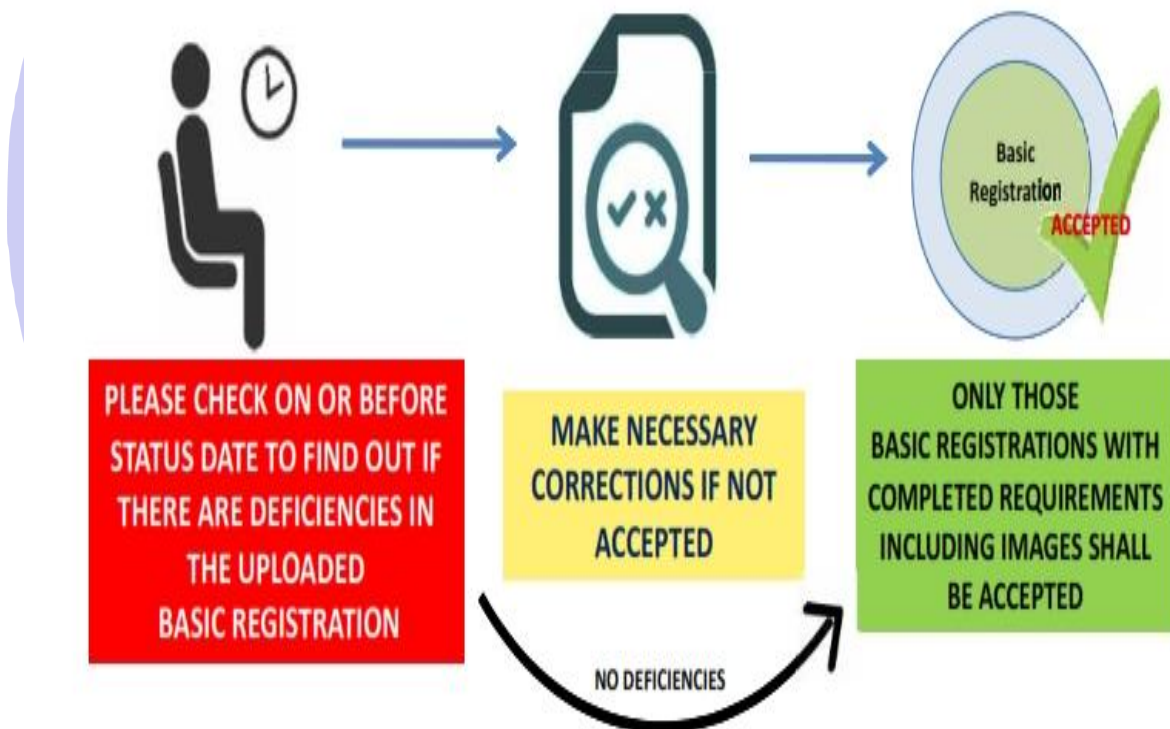 Basic
Registration
ACCEPTED
PLEASE CHECK ON OR BEFORE
STATUS DATE TO FIND OUT IF
THERE ARE DEFICIENCIES IN
THE UPLOADED
BASIC REGISTRATION
MAKE NECESSARY
CORRECTIONS IF NOT
ACCEPTED
ONLY THOSE
BASIC REGISTRATIONS WITH
COMPLETED REQUIREMENTS
INCLUDING IMAGES SHALL
BE ACCEPTED
NO DEFICIENCIES